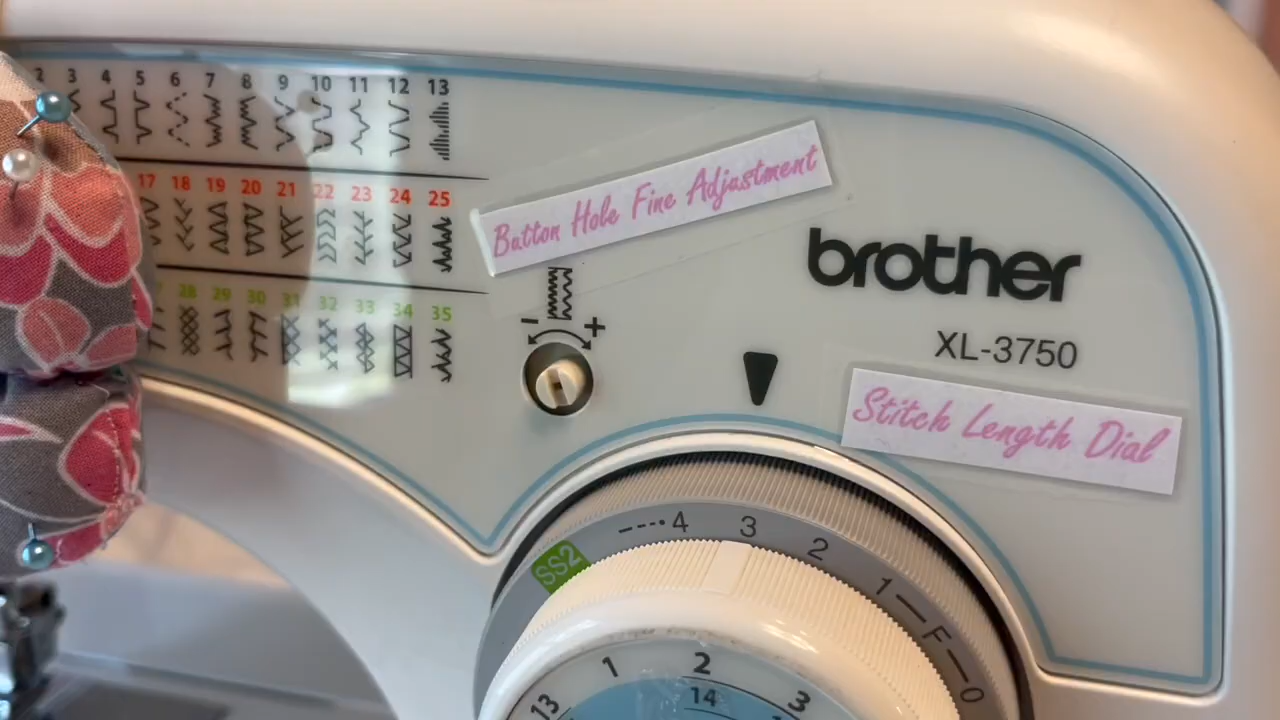 2 3 4 5 6 7 8 9 10 11 12 13
17 18 19 20 21 22 23 24 25
28 29 30 31 32 33 34 35
Button Hole Fine Adjastment
- +
brother
XL-3750
Stitch Length Dial
SS2 4 3 2 1 F 0
13 1 2 3
14